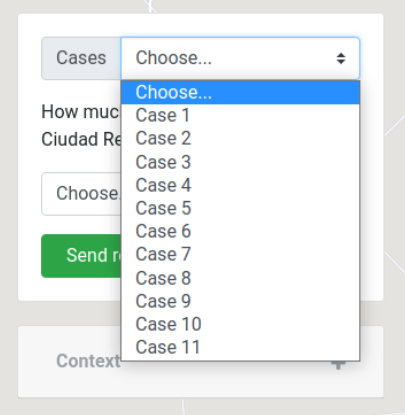 Cases Choose...
Choose...
Case 1
Case 2
Case 3
Case 4
Case 5
Case 6
Case 7
Case 8
Case 9
Case 10
Case 11
How muc
Ciudad Re
Choose.
Send r
Context +